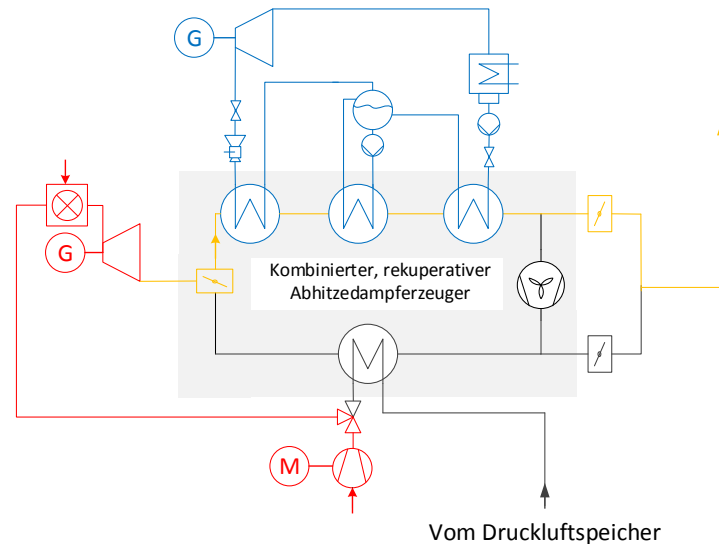 G
G
Kombinierter, rekuperativer
Abhitzedampferzeuger
M
Vom Druckluftspeicher